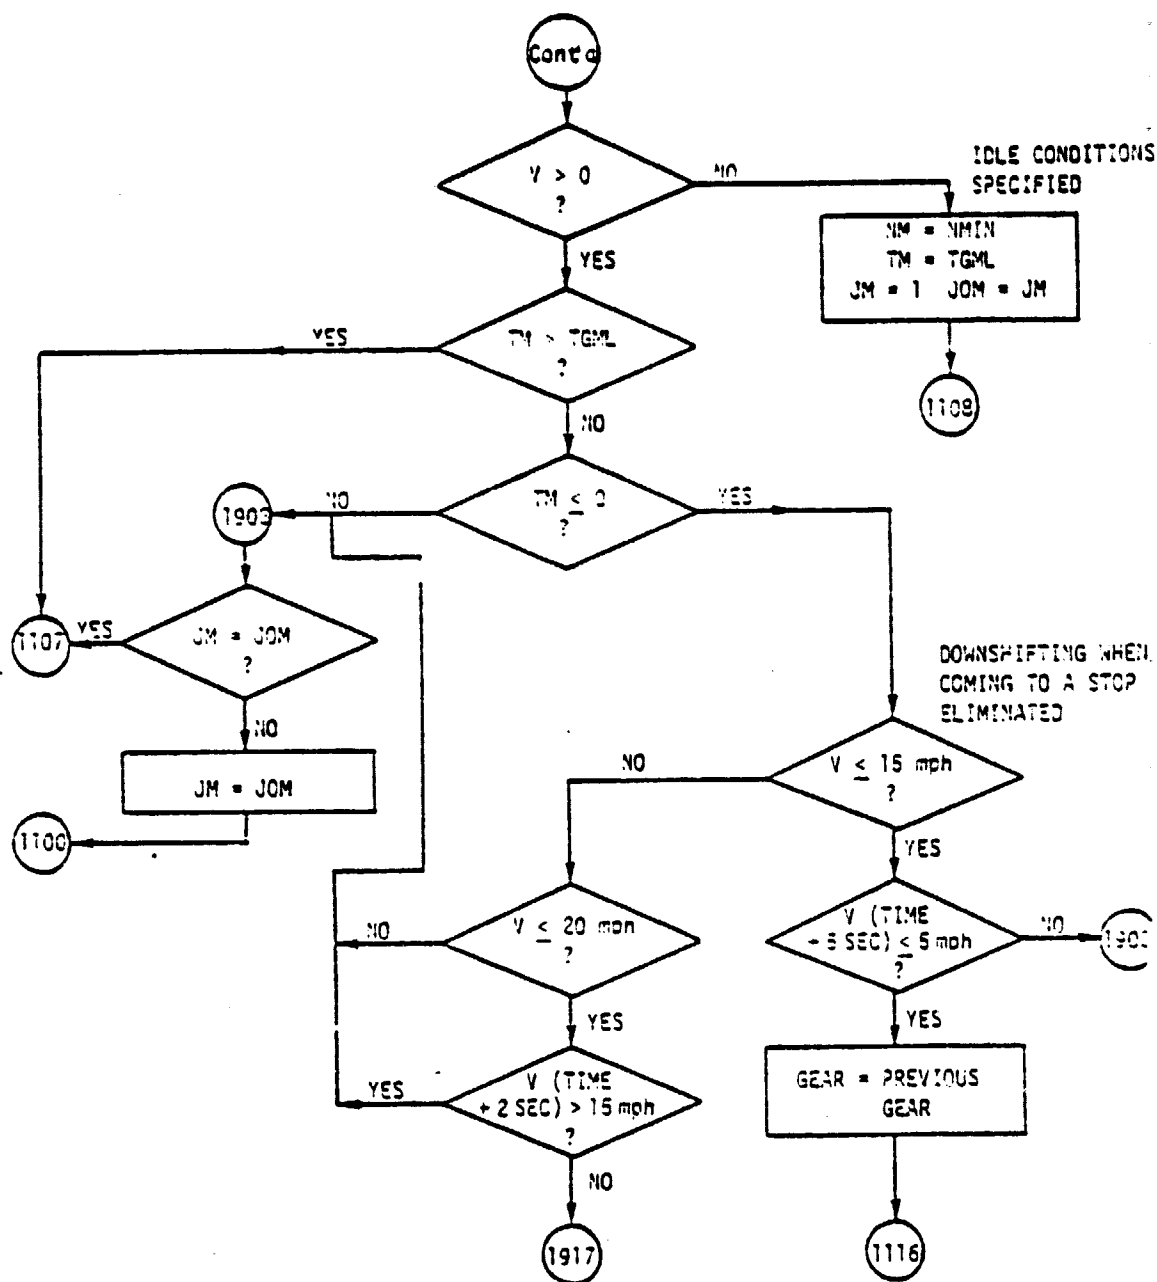 Cont'd
V > 0
?
NO
IDLE CONDITIONS
SPECIFIED
NM = NMIN
TM = TGML
JM = 1 JOM = JM
1108
YES
TM > TGML
?
YES
NO
TM ≤ 0
?
NO
YES
1903
JM = JOM
?
YES
1107
NO
JM = JOM
1100
DOWNSHIFTING WHEN
COMING TO A STOP
ELIMINATED
V ≤ 15 mph
?
NO
YES
V ≤ 20 mph
?
NO
YES
V (TIME
+ 5 SEC) ≤ 5 mph
?
NO
YES
V (TIME
+ 2 SEC) > 15 mph
?
YES
NO
GEAR = PREVIOUS
GEAR
1917
1116